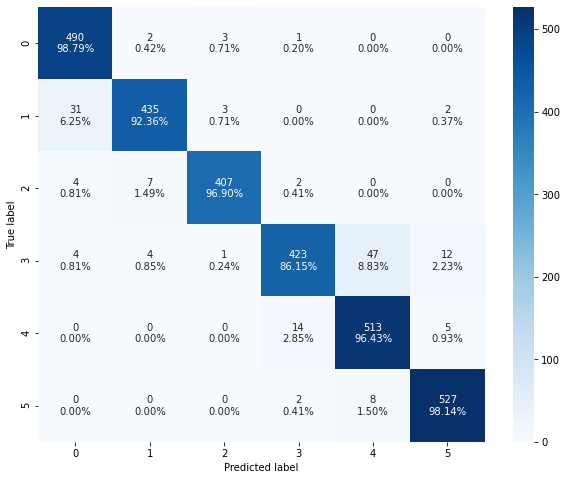 0 490 2 3 1 0 0
98.79% 0.42% 0.71% 0.20% 0.00% 0.00%
1 31 435 3 0 0 2
6.25% 92.36% 0.71% 0.00% 0.00% 0.37%
2 4 7 407 2 0 0
0.81% 1.49% 96.90% 0.41% 0.00% 0.00%
3 4 4 1 423 47 12
0.81% 0.85% 0.24% 86.15% 8.83% 2.23%
4 0 0 0 14 513 5
0.00% 0.00% 0.00% 2.85% 96.43% 0.93%
5 0 0 0 2 8 527
0.00% 0.00% 0.00% 0.41% 1.50% 98.14%
0 1 2 3 4 5
Predicted label
True label
500
400
300
200
100
0